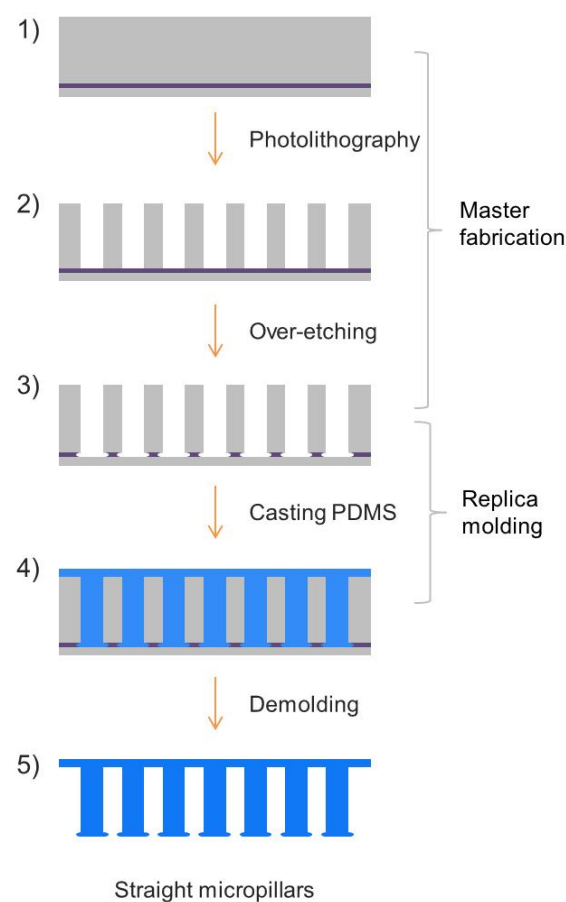 1)
Photolithography
2)
Master
fabrication
Over-etching
3)
Casting PDMS
Replica
molding
4)
Demolding
5)
Straight micropillars